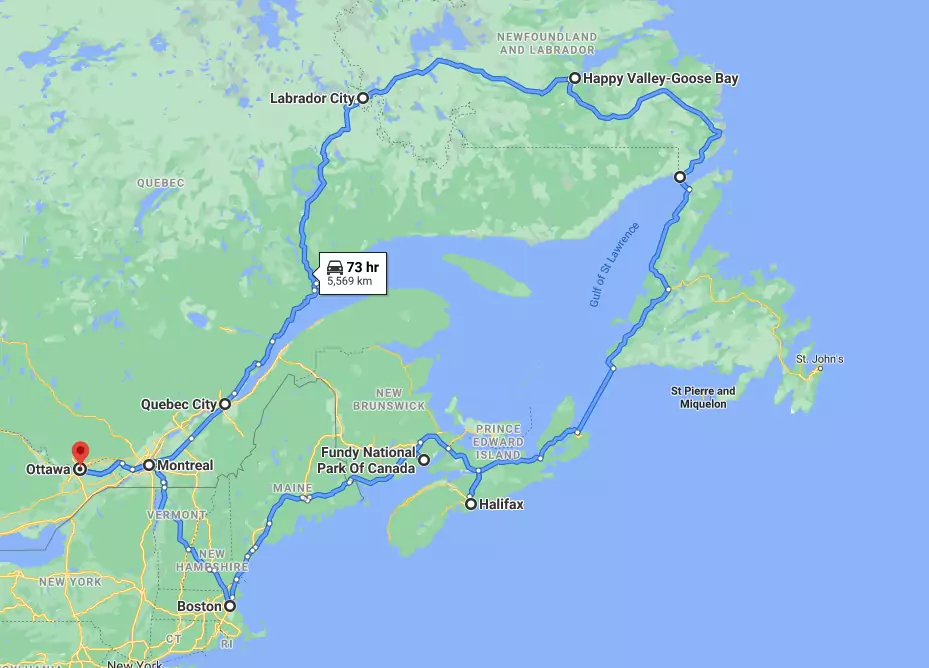 NEWFOUNDLAND
AND LABRADOR
Happy Valley-Goose Bay
Labrador City
QUEBEC
Gulf of St Lawrence
73 hr
5,569 km
St. John's
St Pierre and
Miquelon
Quebec City
NEW
BRUNSWICK
PRINCE
EDWARD
ISLAND
Fundy National
Park Of Canada
Ottawa
Montreal
MAINE
Halifax
VERMONT
NEW
HAMPSHIRE
NEW YORK
Boston
CT
RI
New York